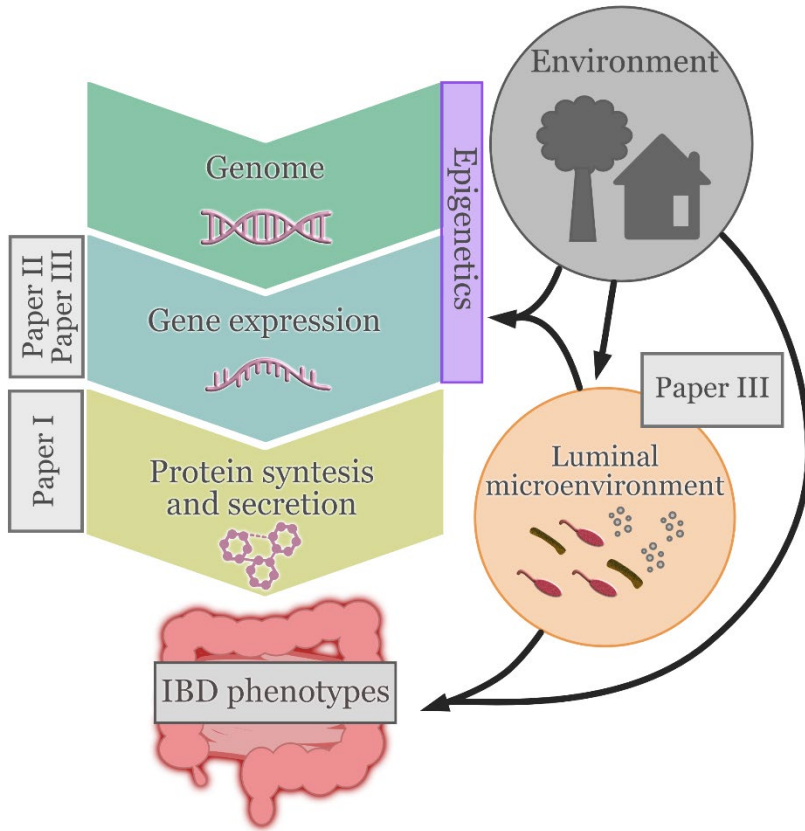 Environment
Genome
Epigenetics
Paper II
Paper III
Gene expression
Paper III
Paper I
Protein syntesis
and secretion
Luminal
microenvironment
IBD phenotypes